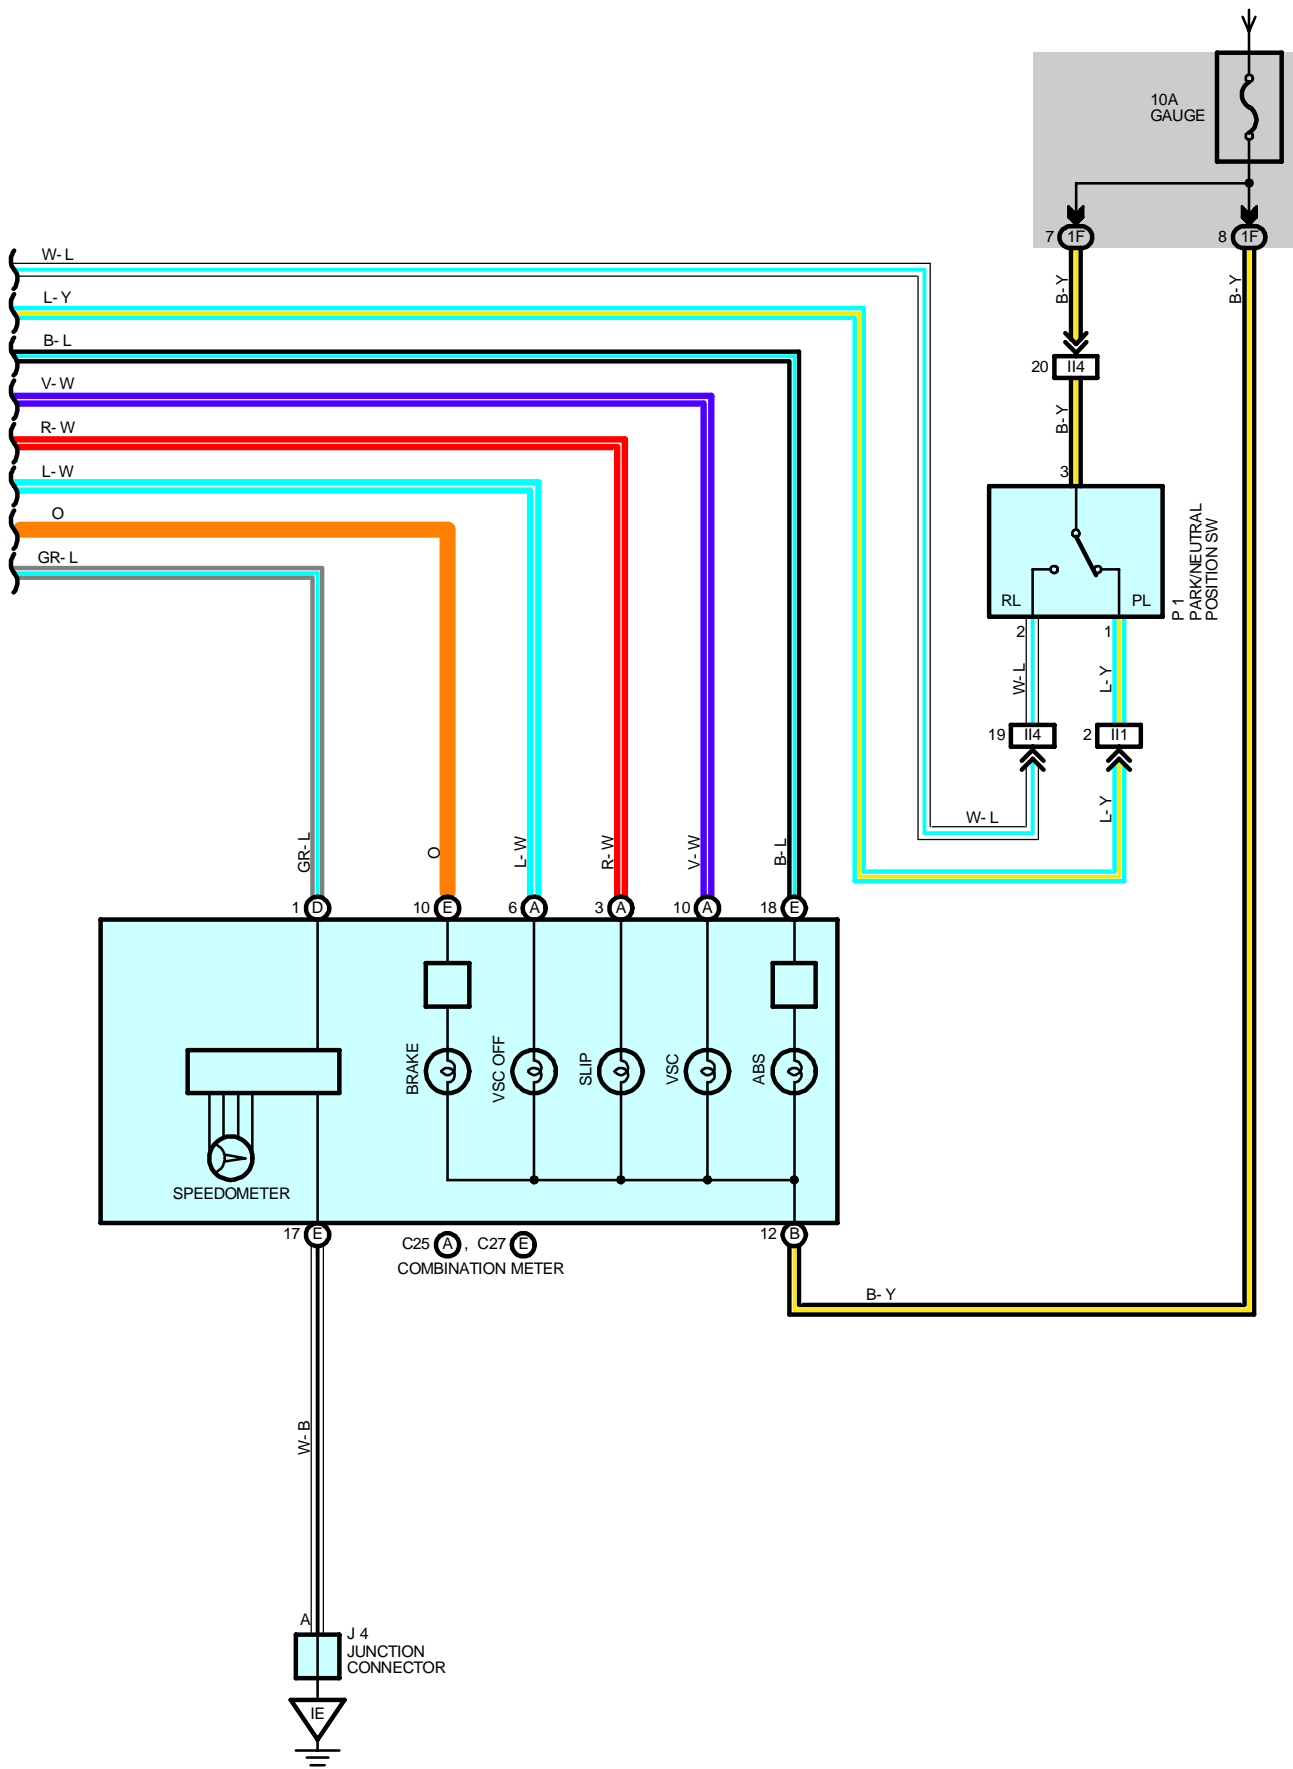 10A
GAUGE
7 1F
8 1F
W-L
L-Y
B-L
V-W
R-W
L-W
O
GR-L
B-Y
B-Y
20 II4
B-Y
3
RL
PL
P 1
PARK/NEUTRAL
POSITION SW
2
1
W-L
L-Y
19 II4
2 II1
W-L
L-Y
GR-L
O
L-W
R-W
V-W
B-L
1 D
10 E
6 A
3 A
10 A
18 E
BRAKE
VSC OFF
SLIP
VSC
ABS
SPEEDOMETER
17 E
C25 A , C27 E
COMBINATION METER
12 B
B-Y
W-B
A
J 4
JUNCTION
CONNECTOR
IE